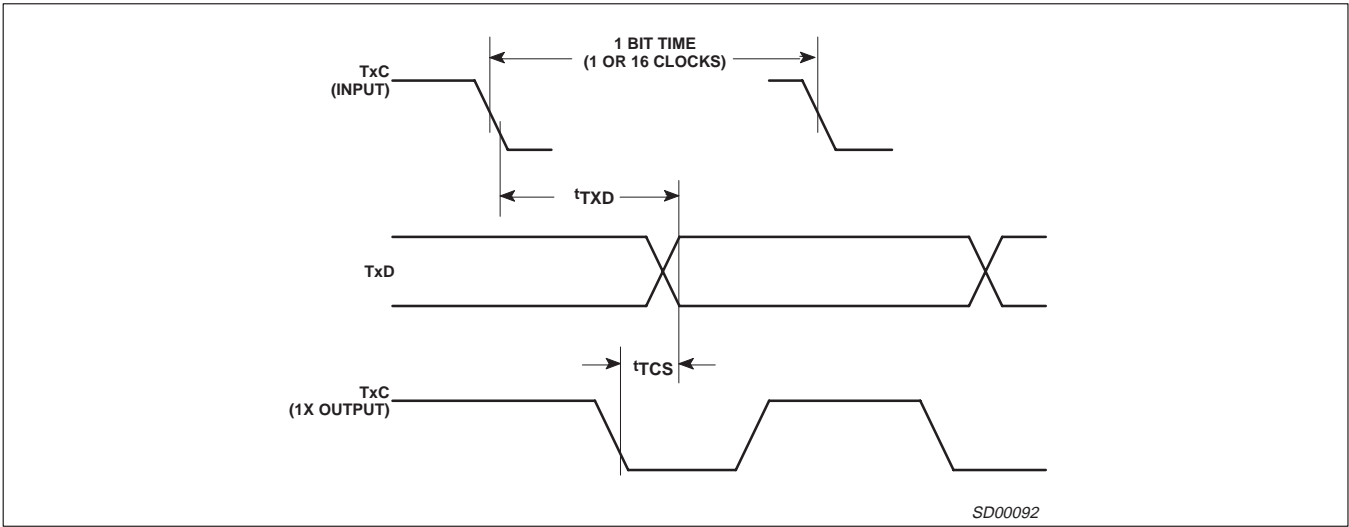 1 BIT TIME
(1 OR 16 CLOCKS)
TxC
(INPUT)
tTXD
TxD
tTCS
TxC
(1X OUTPUT)
SD00092